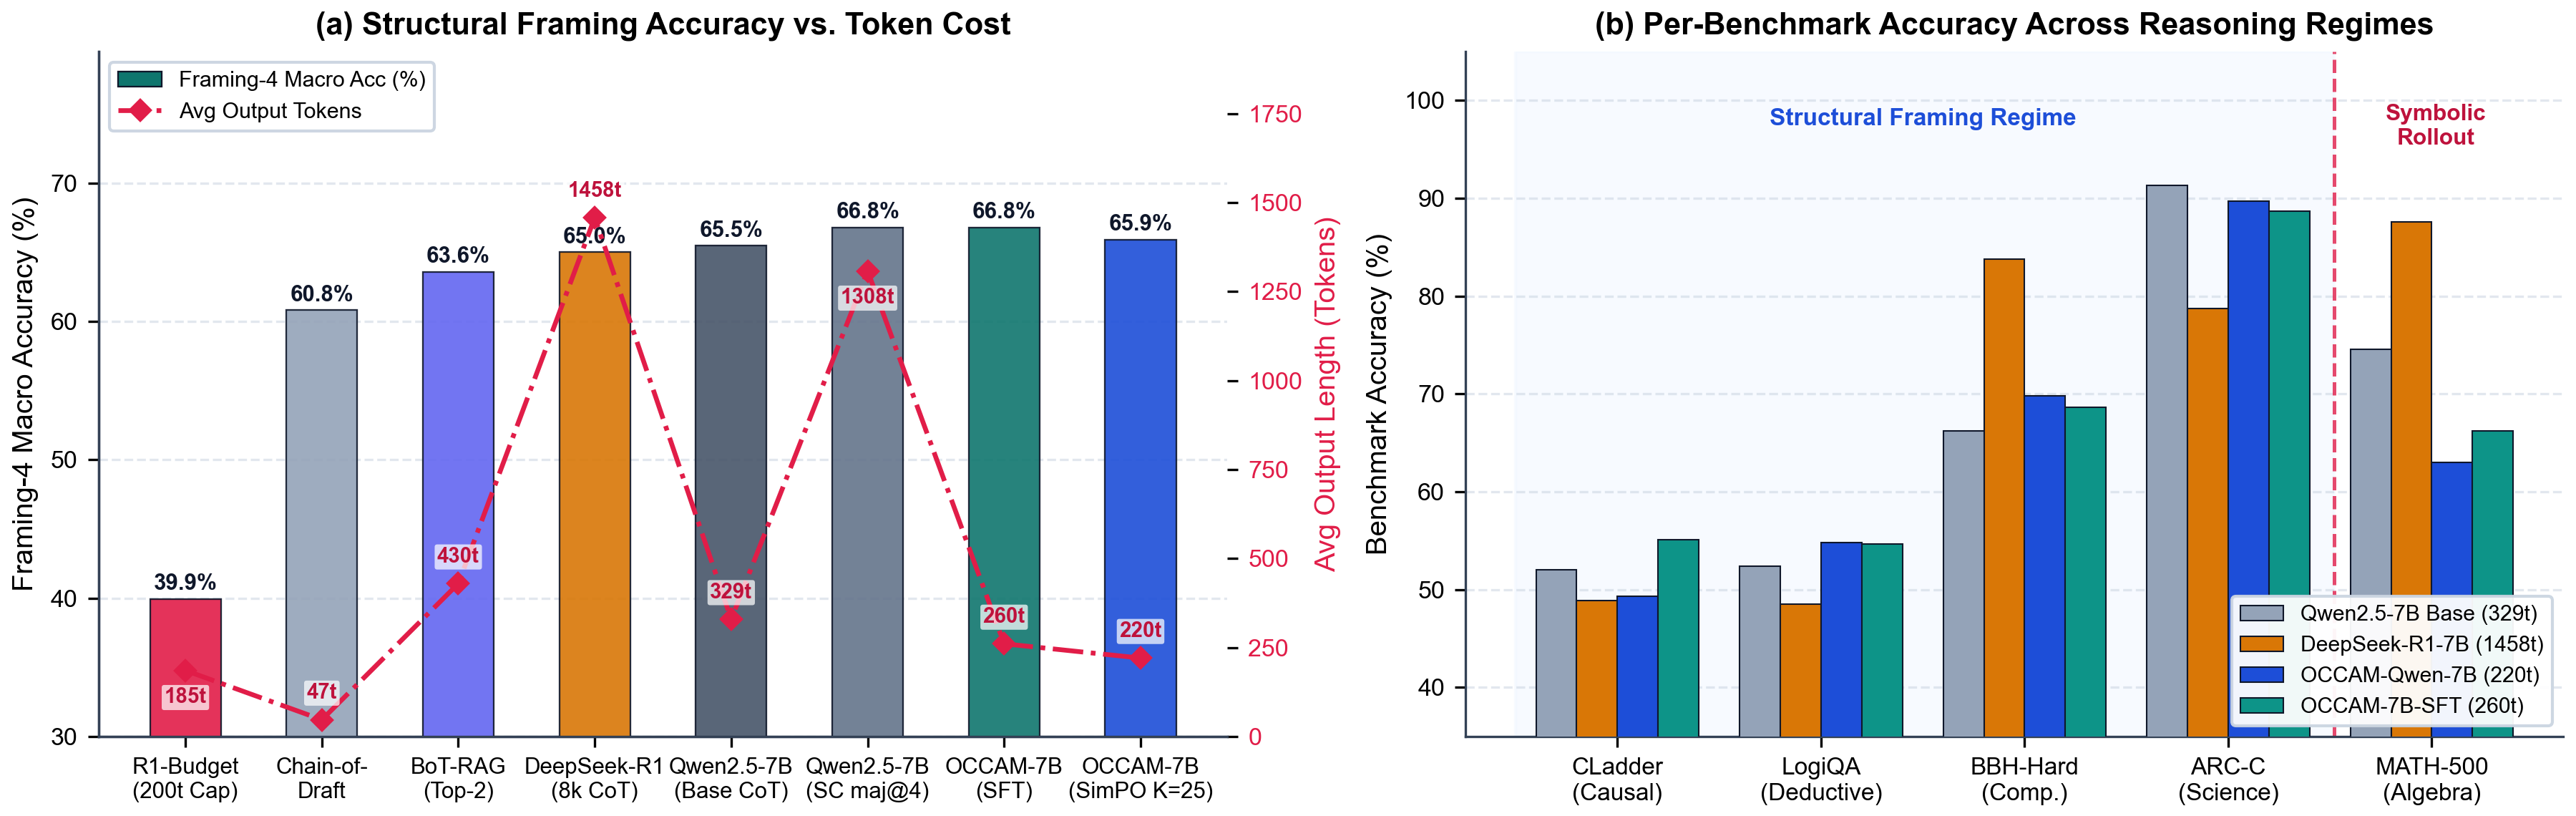 (a) Structural Framing Accuracy vs. Token Cost
Framing-4 Macro Acc (%)
Avg Output Tokens
Framing-4 Macro Accuracy (%)
70
60
50
40
30
39.9%
60.8%
63.6%
65.0%
65.5%
66.8%
66.8%
65.9%
185t
47t
430t
1458t
329t
1308t
260t
220t
1750
1500
1250
1000
750
500
250
0
Avg Output Length (Tokens)
R1-Budget
(200t Cap)
Chain-of-
Draft
BoT-RAG
(Top-2)
DeepSeek-R1
(8k CoT)
Qwen2.5-7B
(Base CoT)
Qwen2.5-7B
(SC maj@4)
OCCAM-7B
(SFT)
OCCAM-7B
(SimPO K=25)
(b) Per-Benchmark Accuracy Across Reasoning Regimes
Structural Framing Regime
Symbolic
Rollout
Benchmark Accuracy (%)
100
90
80
70
60
50
40
Qwen2.5-7B Base (329t)
DeepSeek-R1-7B (1458t)
OCCAM-Qwen-7B (220t)
OCCAM-7B-SFT (260t)
CLadder
(Causal)
LogiQA
(Deductive)
BBH-Hard
(Comp.)
ARC-C
(Science)
MATH-500
(Algebra)